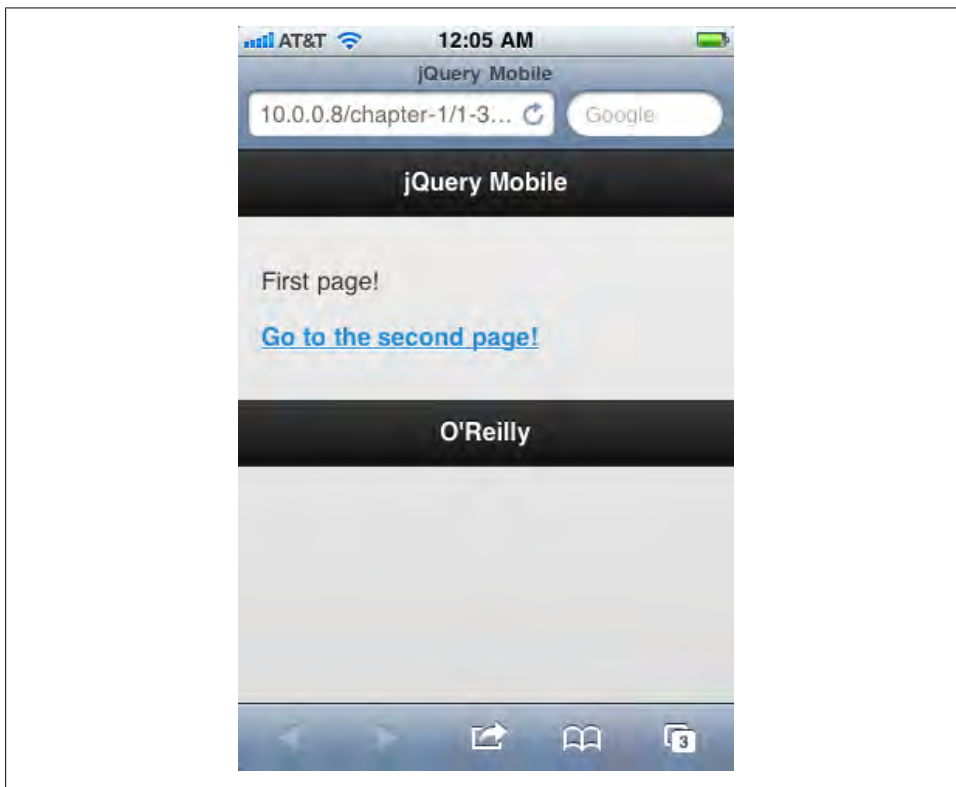 AT&T 12:05 AM
jQuery Mobile
10.0.0.8/chapter-1/1-3... Google
jQuery Mobile
First page!
Go to the second page!
O'Reilly
3